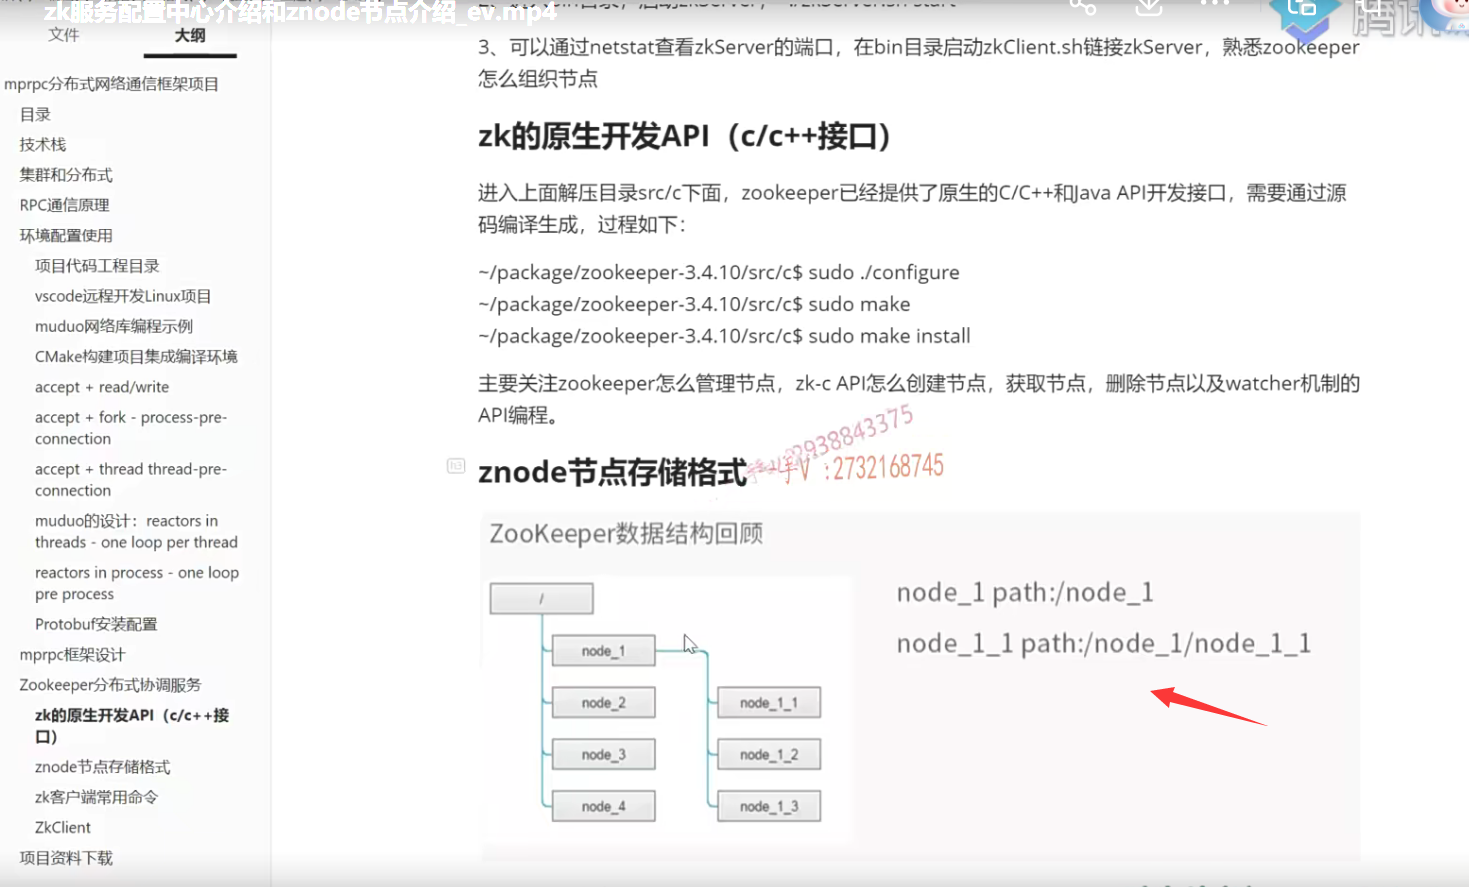 zk服务配置中心介绍和znode节点介绍_ev.mp4
文件
大纲
mprpc分布式网络通信框架项目
目录
技术栈
集群和分布式
RPC通信原理
环境配置使用
项目代码工程目录
vscode远程开发Linux项目
muduo网络库编程示例
CMake构建项目集成编译环境
accept + read/write
accept + fork - process-pre-
connection
accept + thread thread-pre-
connection
muduo的设计：reactors in
threads - one loop per thread
reactors in process - one loop
pre process
Protobuf安装配置
mprpc框架设计
Zookeeper分布式协调服务
zk的原生开发API（c/c++接
口）
znode节点存储格式
zk客户端常用命令
ZkClient
项目资料下载
3、可以通过netstat查看zkServer的端口，在bin目录启动zkClient.sh链接zkServer，熟悉zookeeper
怎么组织节点
zk的原生开发API（c/c++接口）
进入上面解压目录src/c下面，zookeeper已经提供了原生的C/C++和Java API开发接口，需要通过源
码编译生成，过程如下：
~/package/zookeeper-3.4.10/src/c$ sudo ./configure
~/package/zookeeper-3.4.10/src/c$ sudo make
~/package/zookeeper-3.4.10/src/c$ sudo make install
主要关注zookeeper怎么管理节点，zk-c API怎么创建节点，获取节点，删除节点以及watcher机制的
API编程。
znode节点存储格式
:2732168745
ZooKeeper数据结构回顾
/
node_1
node_2
node_3
node_4
node_1_1
node_1_2
node_1_3
node_1 path:/node_1
node_1_1 path:/node_1/node_1_1